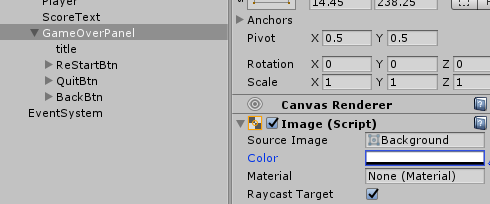 Player
ScoreText
GameOverPanel
title
ReStartBtn
QuitBtn
BackBtn
EventSystem
14.45 238.25
Anchors
Pivot X 0.5 Y 0.5
Rotation X 0 Y 0 Z 0
Scale X 1 Y 1 Z 1
Canvas Renderer
Image (Script)
Source Image Background
Color
Material None (Material)
Raycast Target